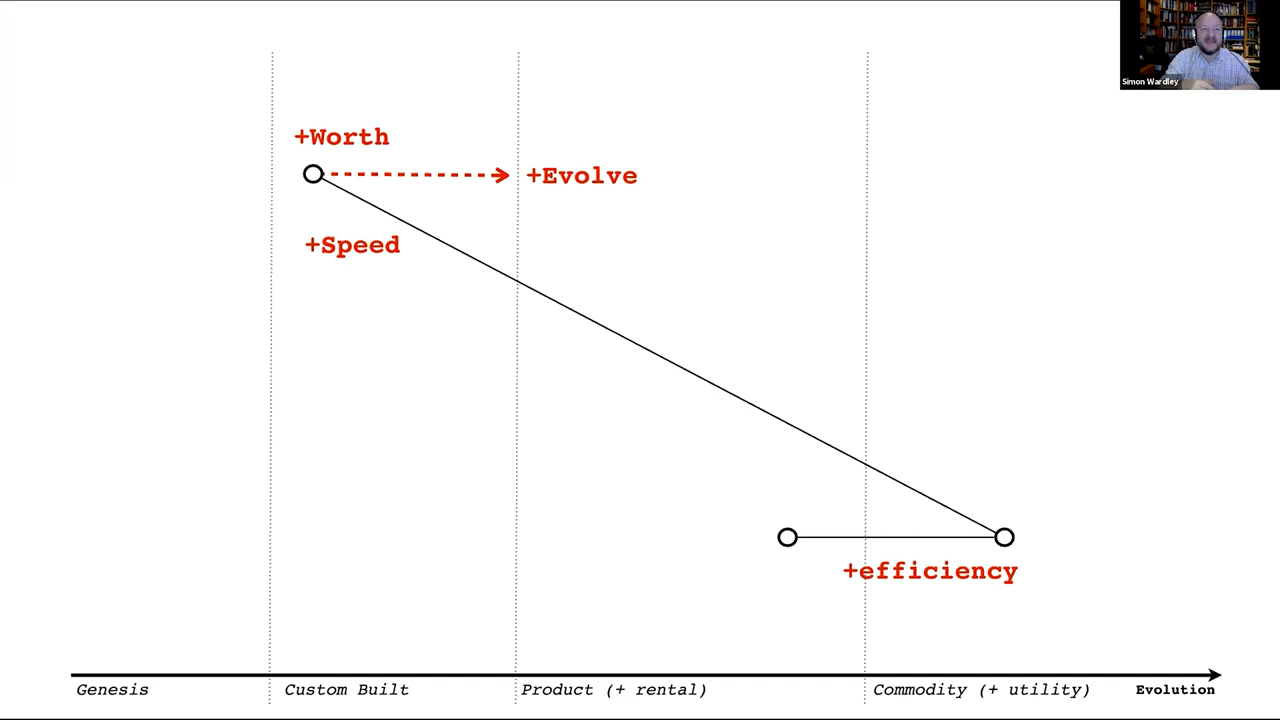 Simon Wardley
+Worth
+Evolve
+Speed
+efficiency
Genesis
Custom Built
Product (+ rental)
Commodity (+ utility)
Evolution